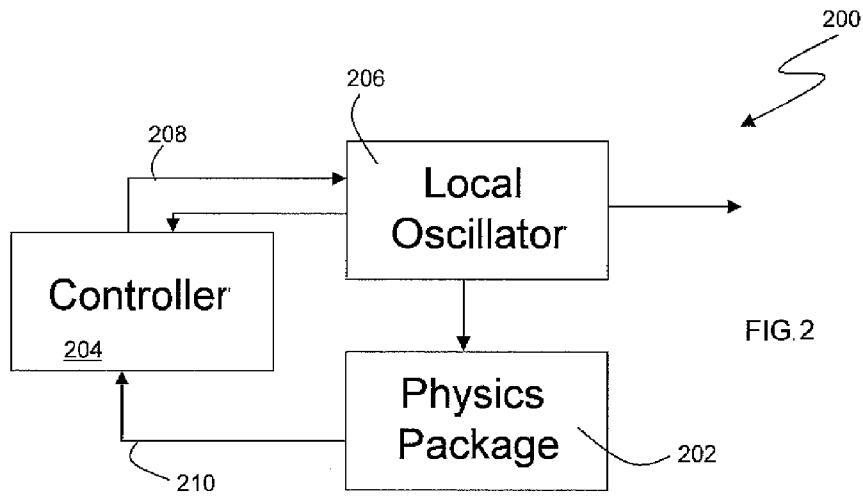 200
206
208
Local
Oscillator
Controller
204
FIG.2
Physics
Package
202
210